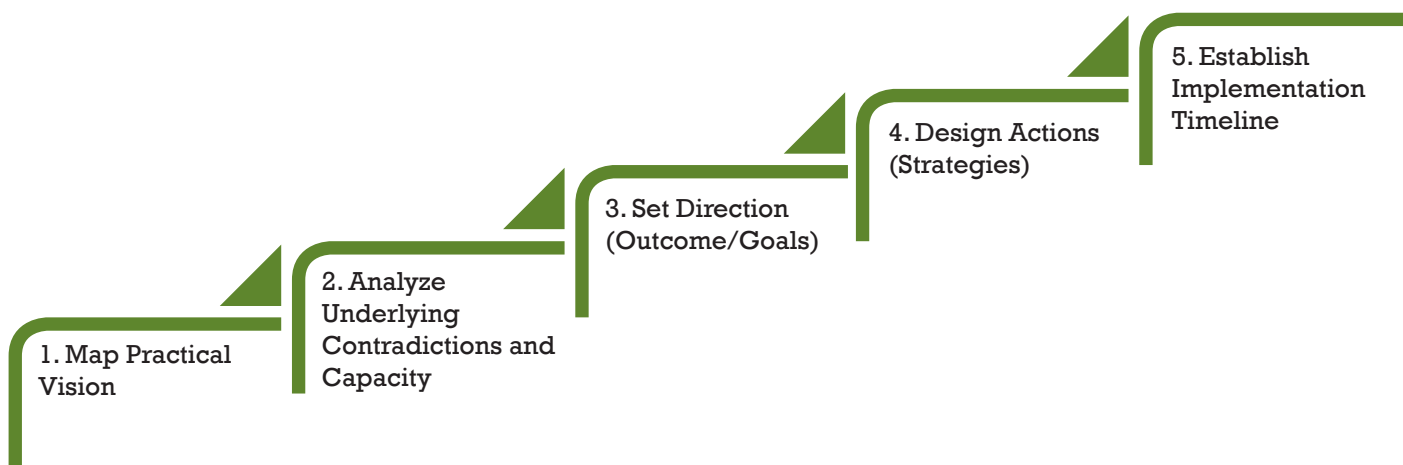 1. Map Practical
Vision
2. Analyze
Underlying
Contradictions and
Capacity
3. Set Direction
(Outcome/Goals)
4. Design Actions
(Strategies)
5. Establish
Implementation
Timeline